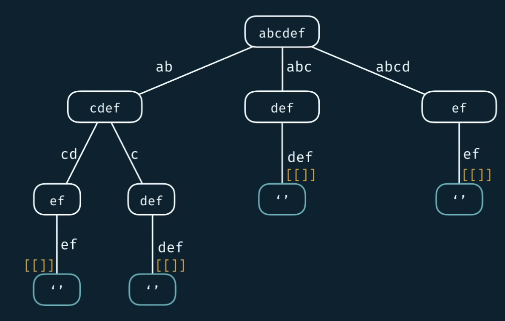 abcdef
ab abc abcd
cdef def ef
cd c def ef
[[]] [[]]
ef def ‘’ ‘’
ef def
[[]] [[]]
‘’ ‘’